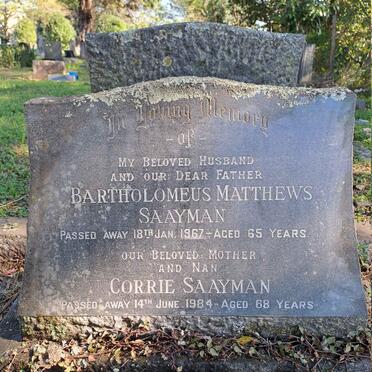 In Loving Memory
- of -
MY BELOVED HUSBAND
AND OUR DEAR FATHER
BARTHOLOMEUS MATTHEWS
SAAYMAN
PASSED AWAY 18TH JAN. 1967 - AGED 65 YEARS
OUR BELOVED MOTHER
AND NAN
CORRIE SAAYMAN
PASSED AWAY 14TH JUNE 1984 - AGED 68 YEARS